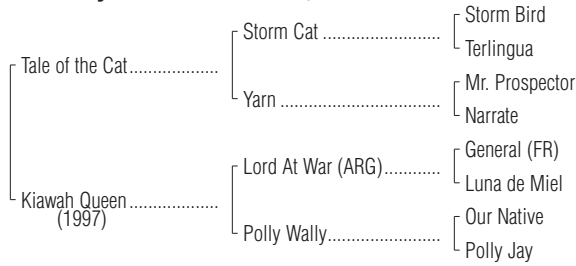 Storm Bird
Storm Cat ........................
Terlingua
Tale of the Cat...................
Mr. Prospector
Yarn .................................
Narrate
General (FR)
Lord At War (ARG)............
Luna de Miel
Kiawah Queen...................
(1997)
Our Native
Polly Wally........................
Polly Jay